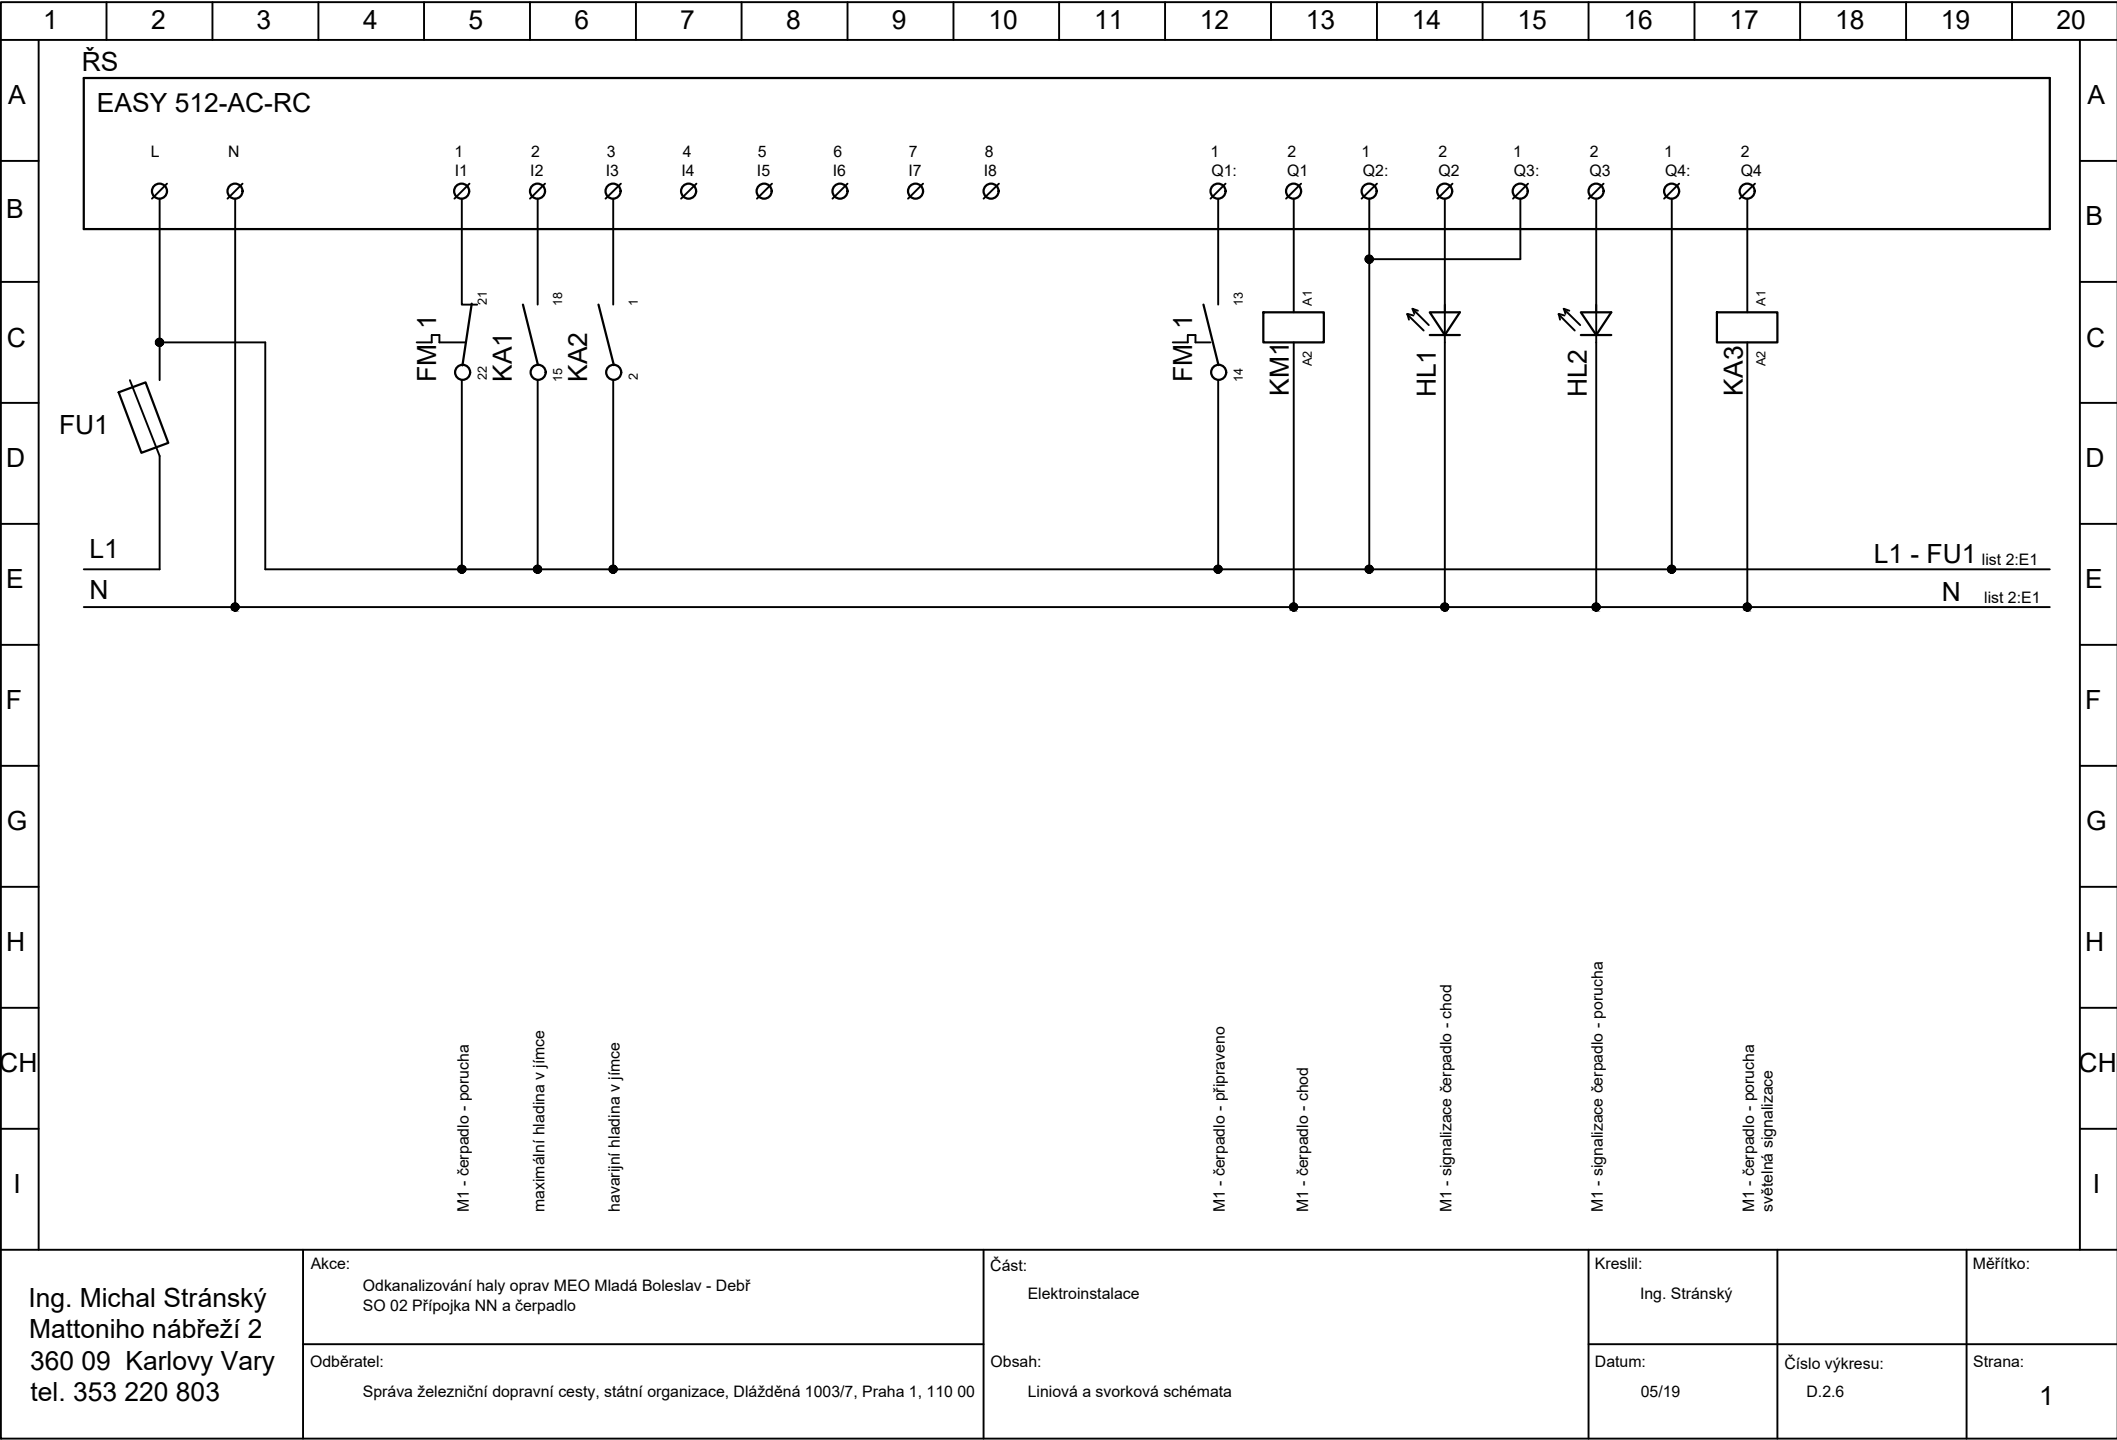 1 2 3 4 5 6 7 8 9 10 11 12 13 14 15 16 17 18 19 20
ŘS
A A
EASY 512-AC-RC
L N 1 2 3 4 5 6 7 8 1 2 1 2 1 2 1 2
I1 I2 I3 I4 I5 I6 I7 I8 Q1: Q1 Q2: Q2 Q3: Q3 Q4: Q4
B B
21 18 1 13 A1 A1
C C
FM 1 KA1 KA2 FM 1 KM1 HL1 HL2 KA3
22 15 2 14 A2 A2
FU1
D D
L1 L1 - FU1 list 2:E1
E E
N N list 2:E1
F F
G G
H H
CH CH
I I
M1 - čerpadlo - porucha
maximální hladina v jímce
havarijní hladina v jímce
M1 - čerpadlo - připraveno
M1 - čerpadlo - chod
M1 - signalizace čerpadlo - chod
M1 - signalizace čerpadlo - porucha
M1 - čerpadlo - porucha
světelná signalizace
Ing. Michal Stránský
Mattoniho nábřeží 2
360 09 Karlovy Vary
tel. 353 220 803
Akce:
Odkanalizování haly oprav MEO Mladá Boleslav - Debř
SO 02 Přípojka NN a čerpadlo
Odběratel:
Správa železniční dopravní cesty, státní organizace, Dlážděná 1003/7, Praha 1, 110 00
Část:
Elektroinstalace
Obsah:
Liniová a svorková schémata
Kreslil:
Ing. Stránský
Měřítko:
Datum:
05/19
Číslo výkresu:
D.2.6
Strana:
1